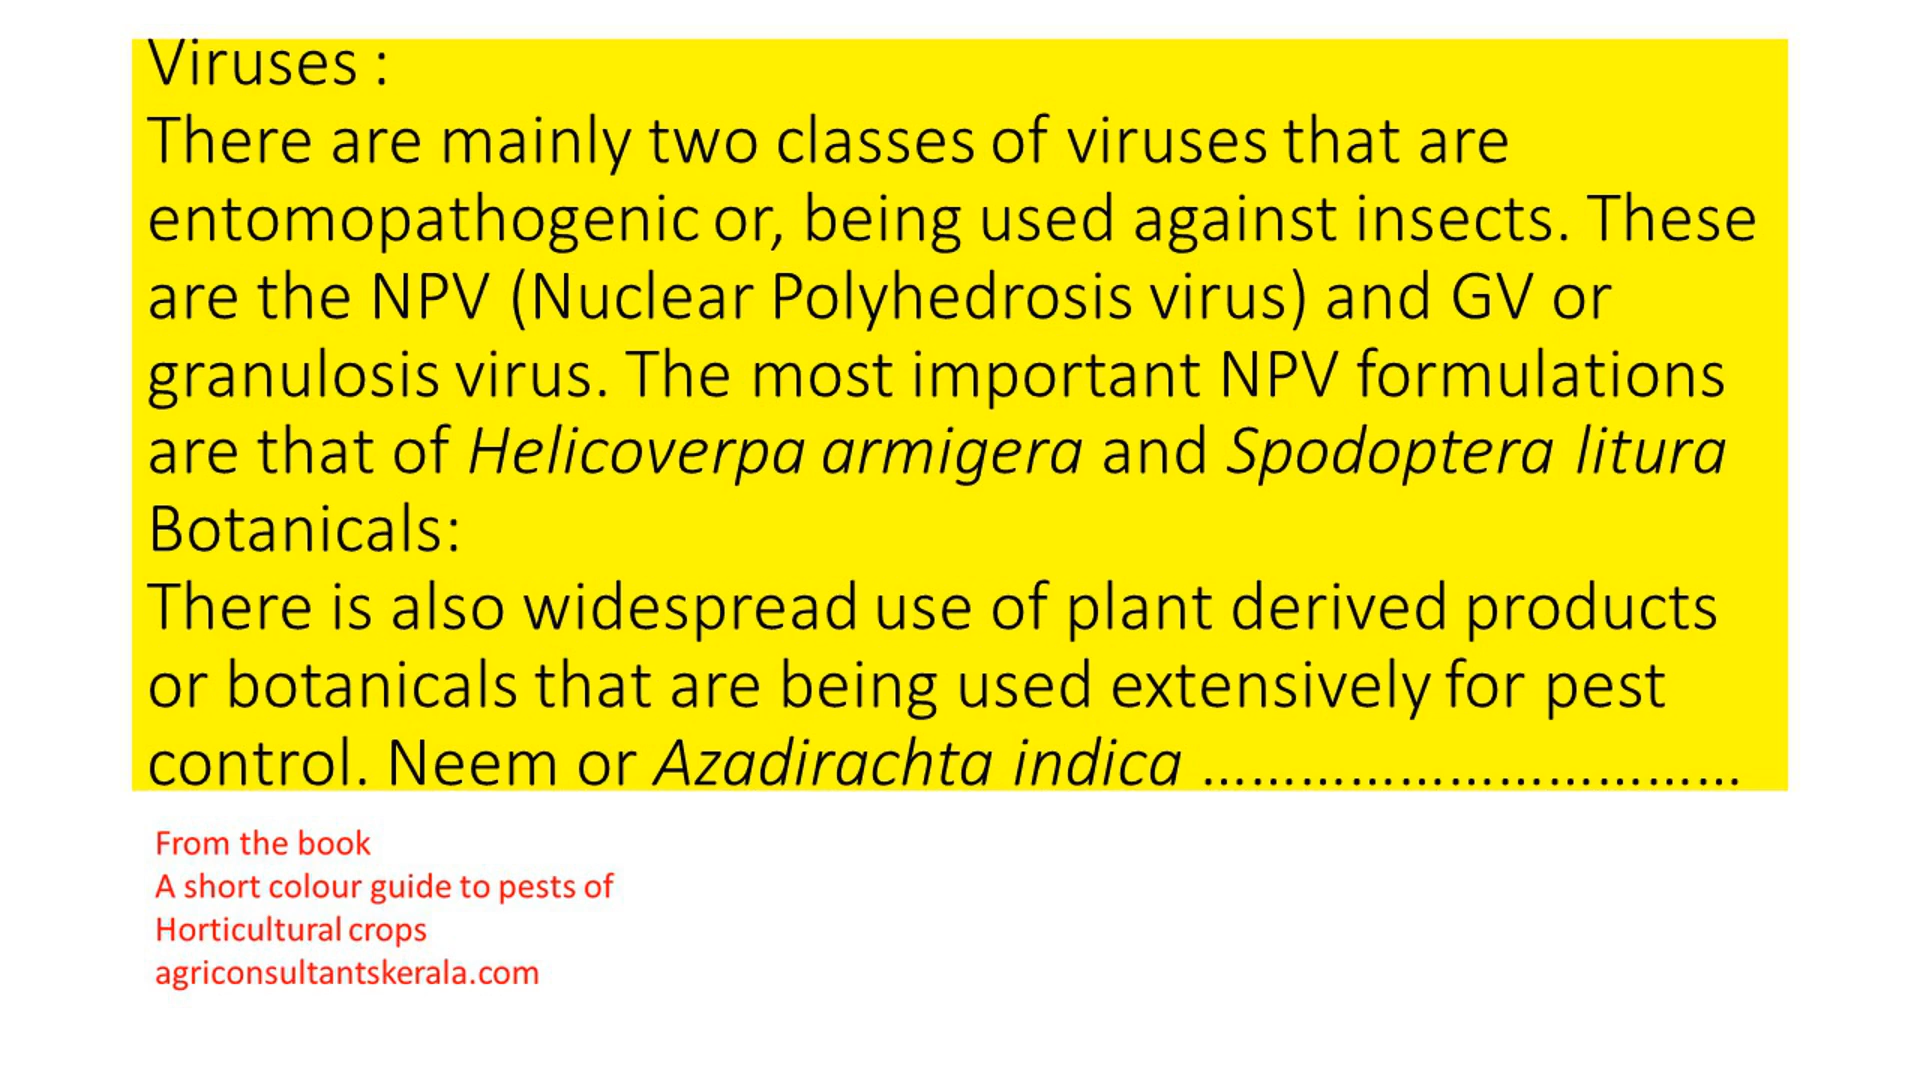 Viruses :
There are mainly two classes of viruses that are
entomopathogenic or, being used against insects. These
are the NPV (Nuclear Polyhedrosis virus) and GV or
granulosis virus. The most important NPV formulations
are that of Helicoverpa armigera and Spodoptera litura
Botanicals:
There is also widespread use of plant derived products
or botanicals that are being used extensively for pest
control. Neem or Azadirachta indica ……………………………
From the book
A short colour guide to pests of
Horticultural crops
agriconsultantskerala.com